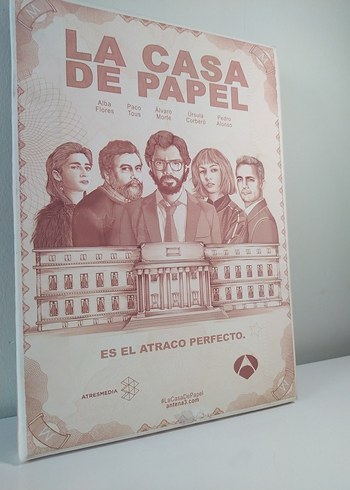 LA CASA
DE PAPEL
Alba Flores
Paco Tous
Álvaro Morte
Úrsula Corberó
Pedro Alonso
ES EL ATRACO PERFECTO.
ATRESMEDIA
#LaCasaDePapel
antena3.com